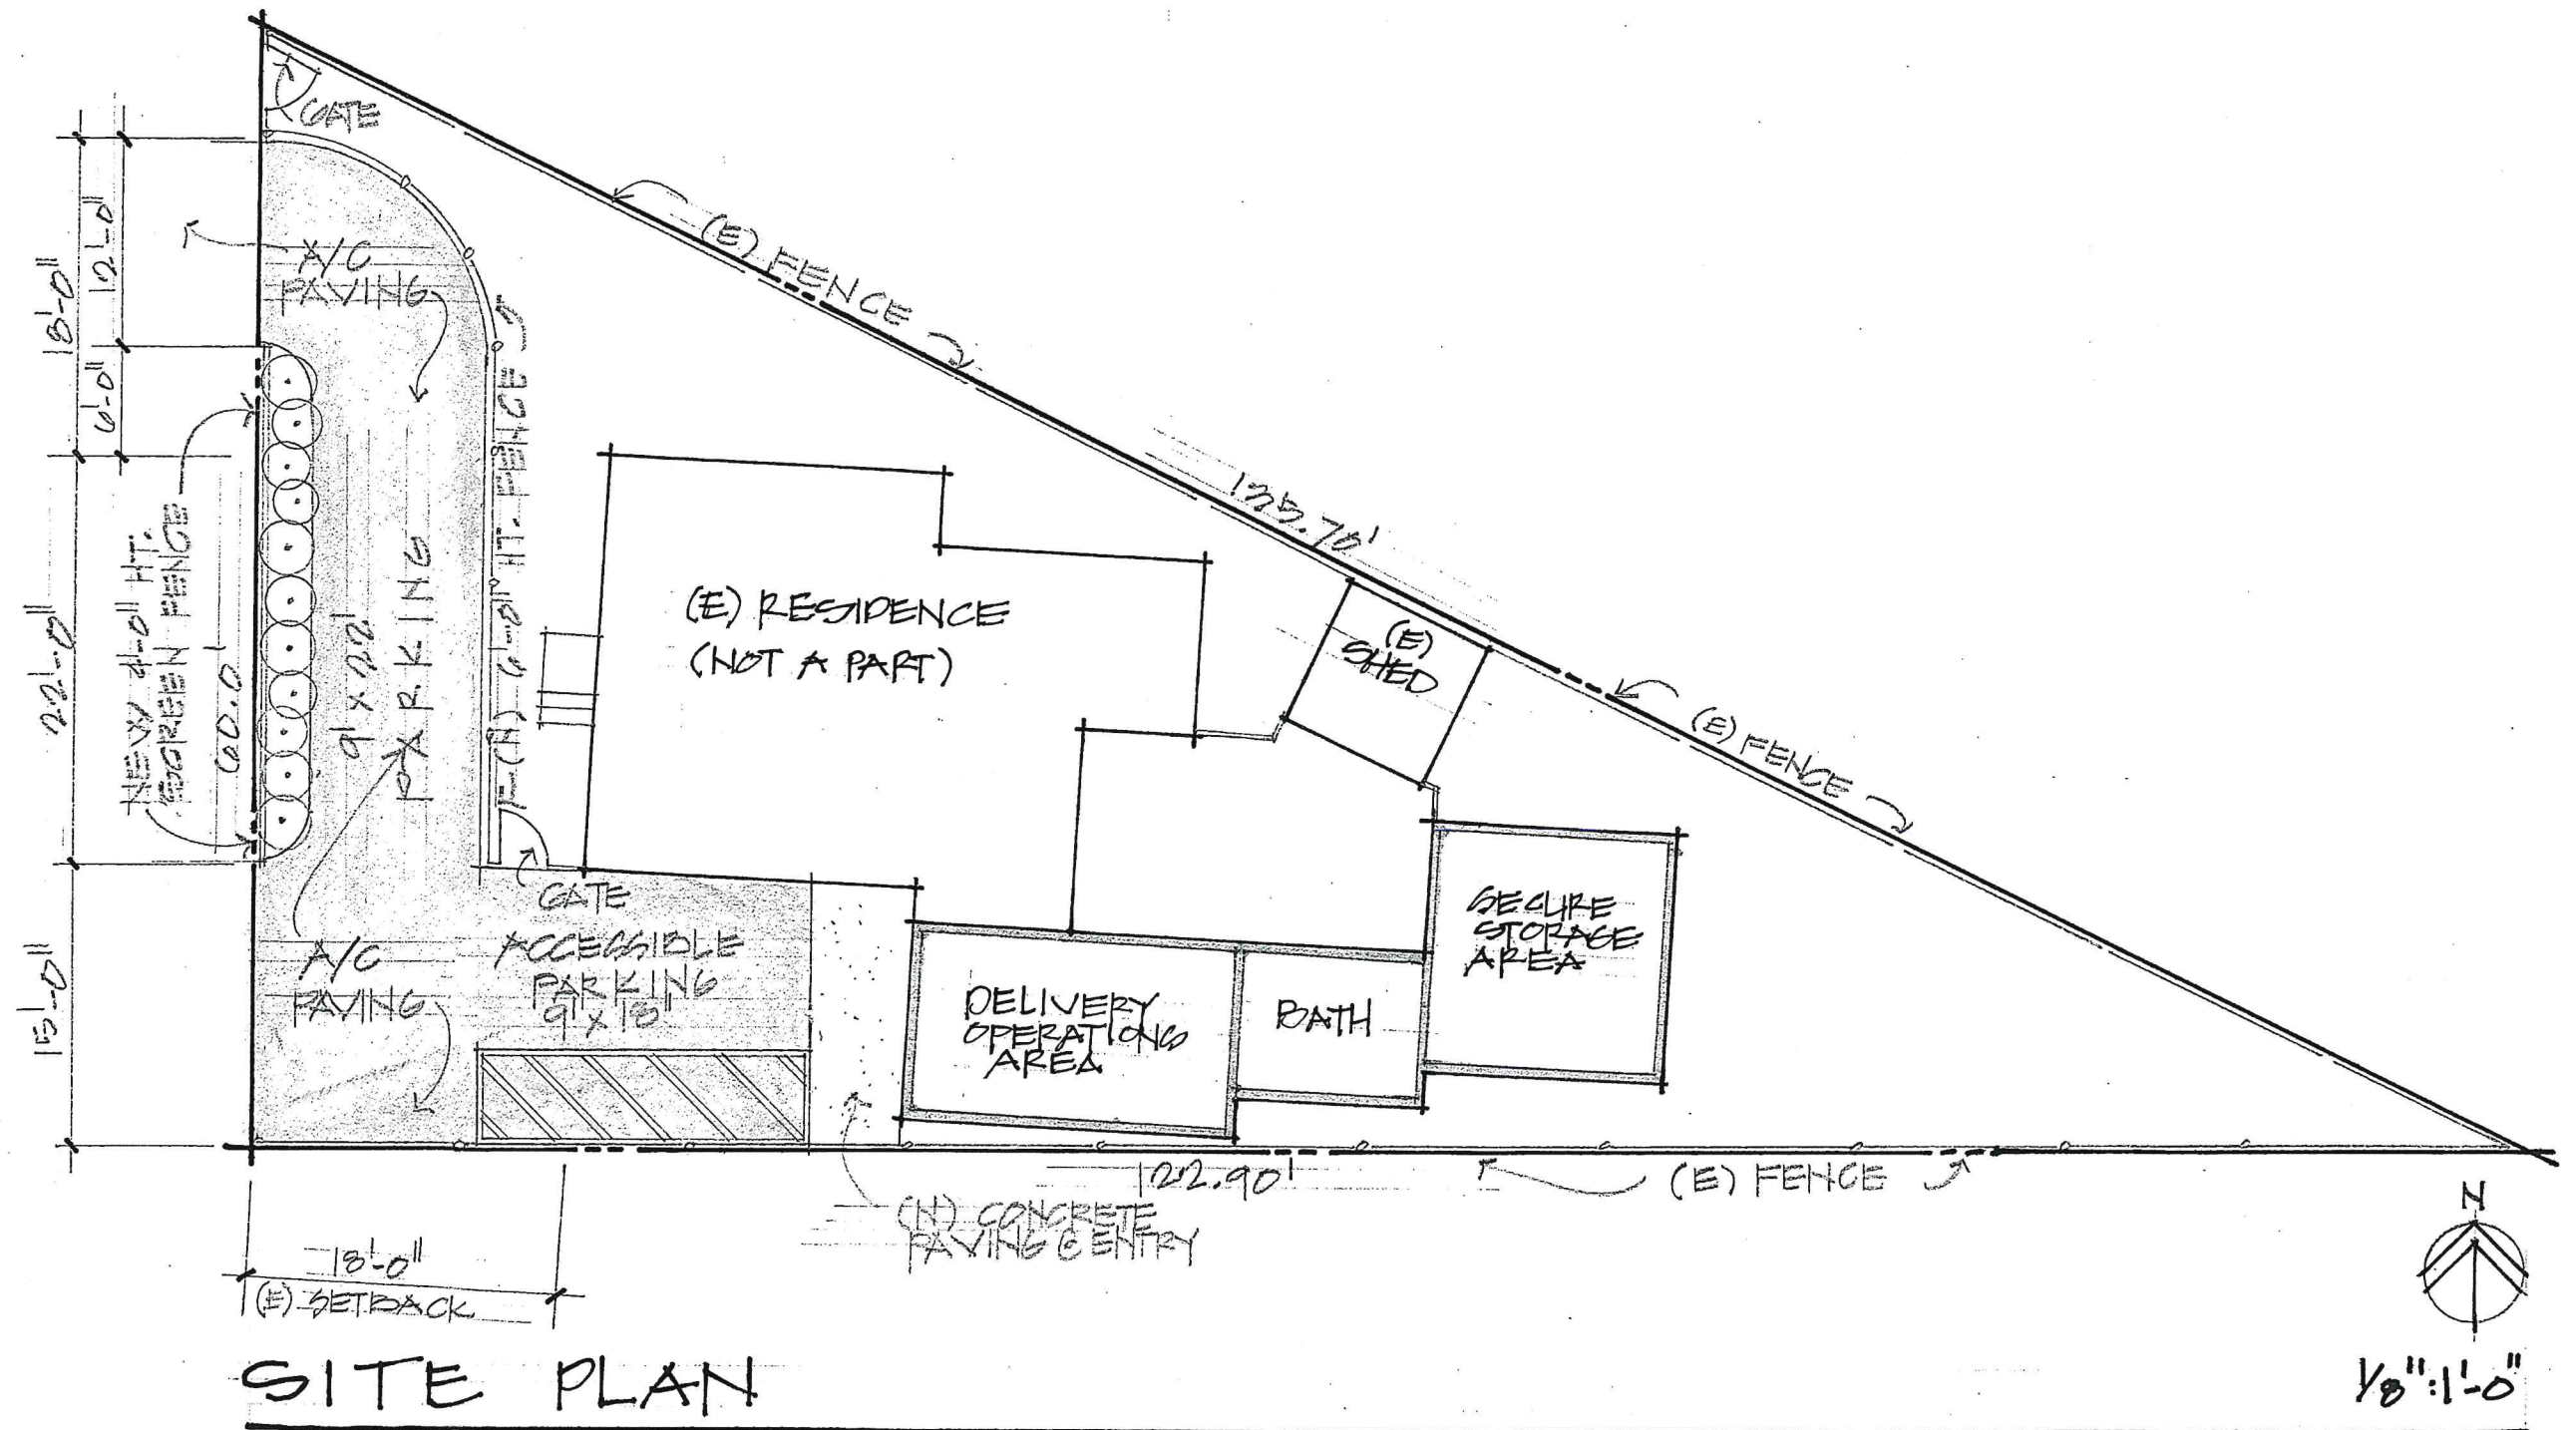 GATE
18'-0"
12'-0"
6'-0"
A/C
PAVING
(E) FENCE
(N) 6'-0" HT. FENCE
NEW 4'-0" HT.
SCREEN FENCE
60.0'
9' X 22'
PARKING
22'-0"
15'-0"
(E) RESIDENCE
(NOT A PART)
135.70'
(E)
SHED
(E) FENCE
GATE
ACCESSIBLE
PARKING
9' X 18'
A/C
PAVING
DELIVERY
OPERATIONS
AREA
BATH
SECURE
STORAGE
AREA
122.90'
(E) FENCE
(N) CONCRETE
PAVING @ ENTRY
18'-0"
(E) SETBACK
N
SITE PLAN
1/8":1'-0"